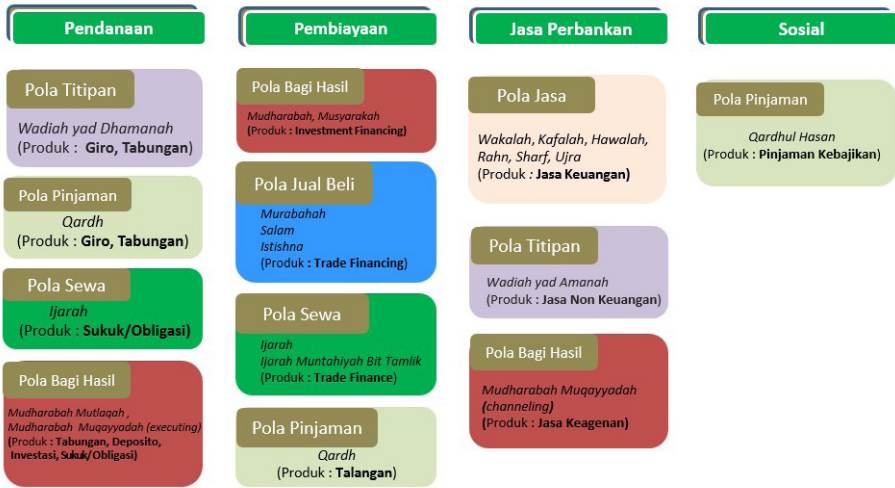 Pendanaan
Pola Titipan
Wadiah yad Dhamanah
(Produk : Giro, Tabungan)
Pola Pinjaman
Qardh
(Produk : Giro, Tabungan)
Pola Sewa
Ijarah
(Produk : Sukuk/Obligasi)
Pola Bagi Hasil
Mudharabah Mutlaqah ,
Mudharabah Muqayyadah (executing)
(Produk : Tabungan, Deposito,
Investasi, Sukuk/Obligasi)
Pembiayaan
Pola Bagi Hasil
Mudharabah, Musyarakah
(Produk : Investment Financing)
Pola Jual Beli
Murabahah
Salam
Istishna
(Produk : Trade Financing)
Pola Sewa
Ijarah
Ijarah Muntahiyah Bit Tamlik
(Produk : Trade Finance)
Pola Pinjaman
Qardh
(Produk : Talangan)
Jasa Perbankan
Pola Jasa
Wakalah, Kafalah, Hawalah,
Rahn, Sharf, Ujra
(Produk : Jasa Keuangan)
Pola Titipan
Wadiah yad Amanah
(Produk : Jasa Non Keuangan)
Pola Bagi Hasil
Mudharabah Muqayyadah
(channeling)
(Produk : Jasa Keagenan)
Sosial
Pola Pinjaman
Qardhul Hasan
(Produk : Pinjaman Kebajikan)